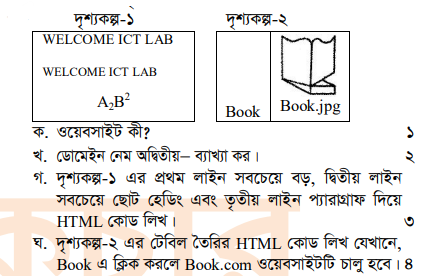 দৃশ্যকল্প-১ দৃশ্যকল্প-২
WELCOME ICT LAB
WELCOME ICT LAB
A₂B²
Book Book.jpg
ক. ওয়েবসাইট কী? ১
খ. ডোমেইন নেম অদ্বিতীয়– ব্যাখ্যা কর। ২
গ. দৃশ্যকল্প-১ এর প্রথম লাইন সবচেয়ে বড়, দ্বিতীয় লাইন
সবচেয়ে ছোট হেডিং এবং তৃতীয় লাইন প্যারাগ্রাফ দিয়ে
HTML কোড লিখ। ৩
ঘ. দৃশ্যকল্প-২ এর টেবিল তৈরির HTML কোড লিখ যেখানে,
Book এ ক্লিক করলে Book.com ওয়েবসাইটটি চালু হবে। ৪